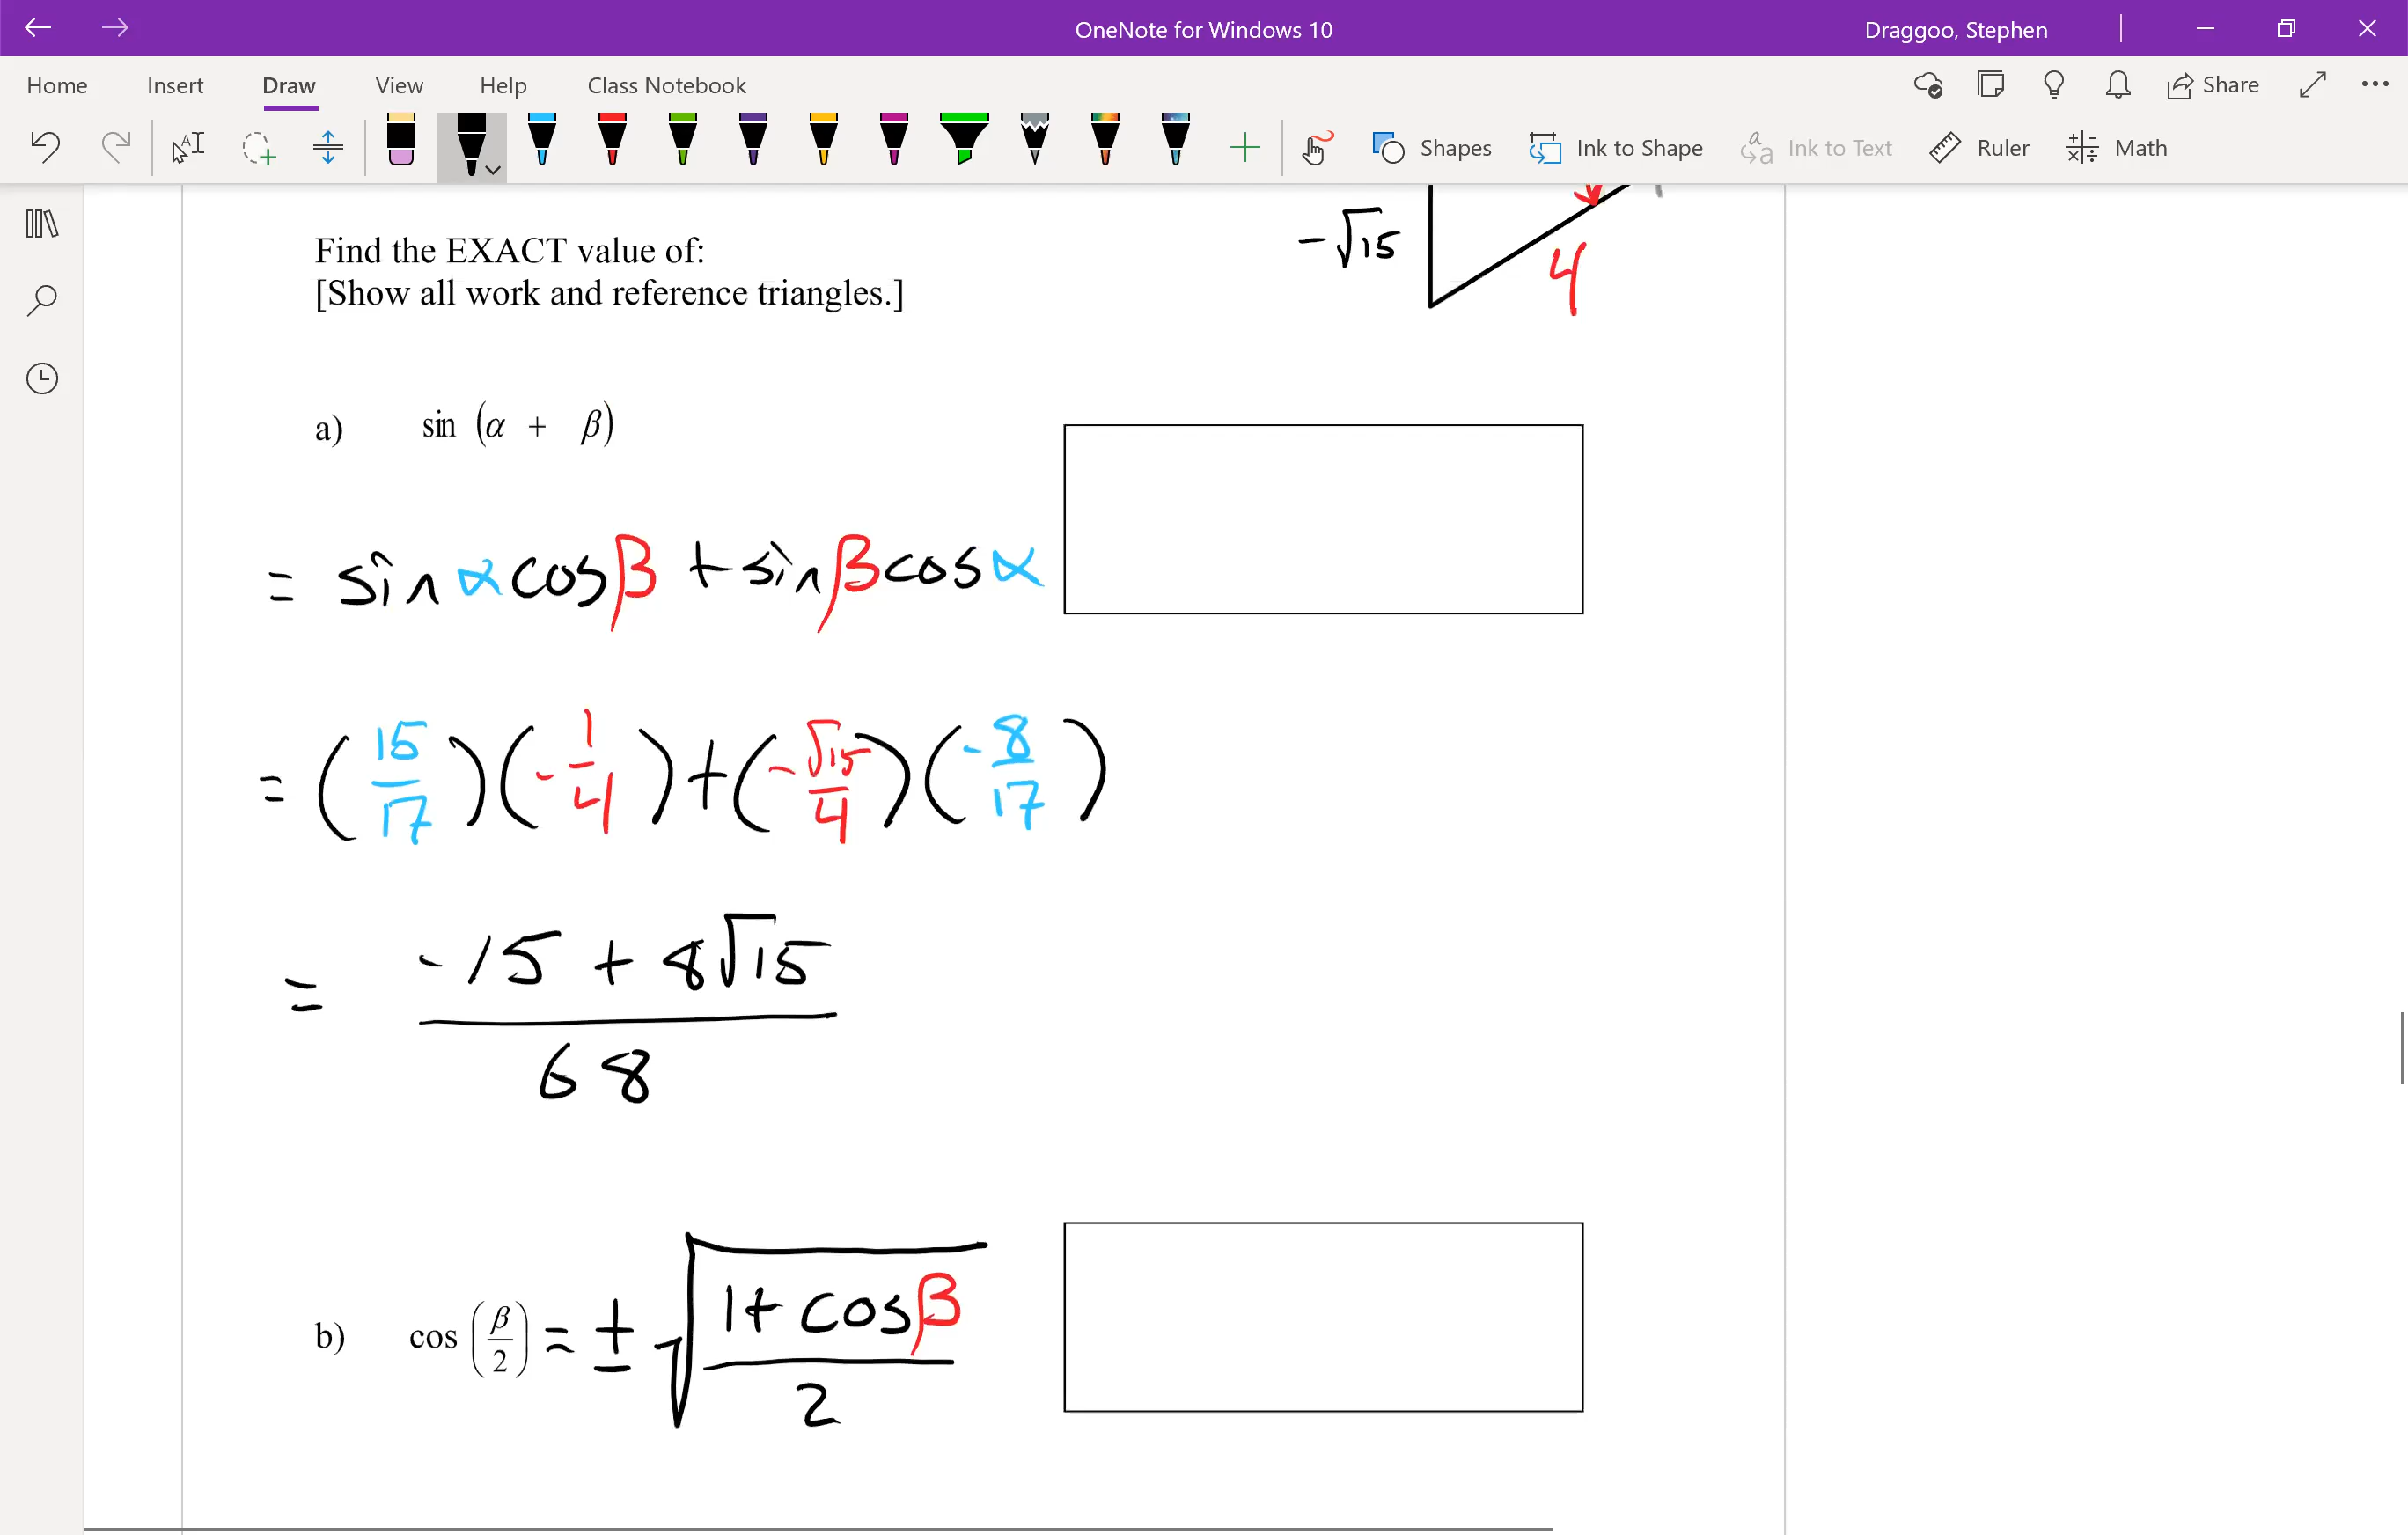 OneNote for Windows 10
Draggoo, Stephen
Home Insert Draw View Help Class Notebook
Share
Shapes Ink to Shape Ink to Text Ruler Math
-√15
4
Find the EXACT value of:
[Show all work and reference triangles.]
a) sin (α + β)
= sin α cos β + sin β cos α
= (15/17)(-1/4) + (-√15/4)(-8/17)
= (-15 + 8√15)/68
b) cos (β/2) = ± √((1 + cos β)/2)